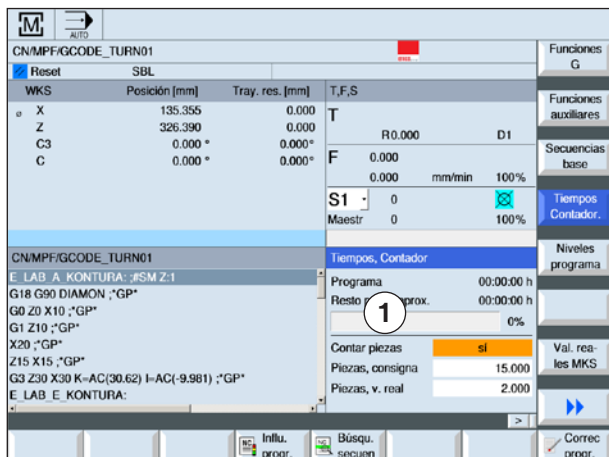 M
AUTO
CN/MPF/GCODE_TURN01
Reset SBL
WKS Posición [mm] Tray. res. [mm] T,F,S
X 135.355 0.000
Z 326.390 0.000
C3 0.000 ° 0.000°
C 0.000 ° 0.000°
T
R0.000 D1
F 0.000
0.000 mm/min 100%
S1 0
Maestr 0 100%
CN/MPF/GCODE_TURN01
E_LAB_A_KONTURA: ;#SM Z:1
G18 G90 DIAMON ;*GP*
G0 Z0 X10 ;*GP*
G1 Z10 ;*GP*
X20 ;*GP*
Z15 X15 ;*GP*
G3 Z30 X30 K=AC(30.62) I=AC(-9.981) ;*GP*
E_LAB_E_KONTURA:
Tiempos, Contador
Programa 00:00:00 h
Resto prox. 00:00:00 h
1
0%
Contar piezas sí
Piezas, consigna 15.000
Piezas, v. real 2.000
>
Funciones
G
Funciones
auxiliares
Secuencias
base
Tiempos
Contador.
Niveles
programa
Val. rea-
les MKS
NC
Influ.
progr.
NC
Búsqu.
secuen
Correc
progr.